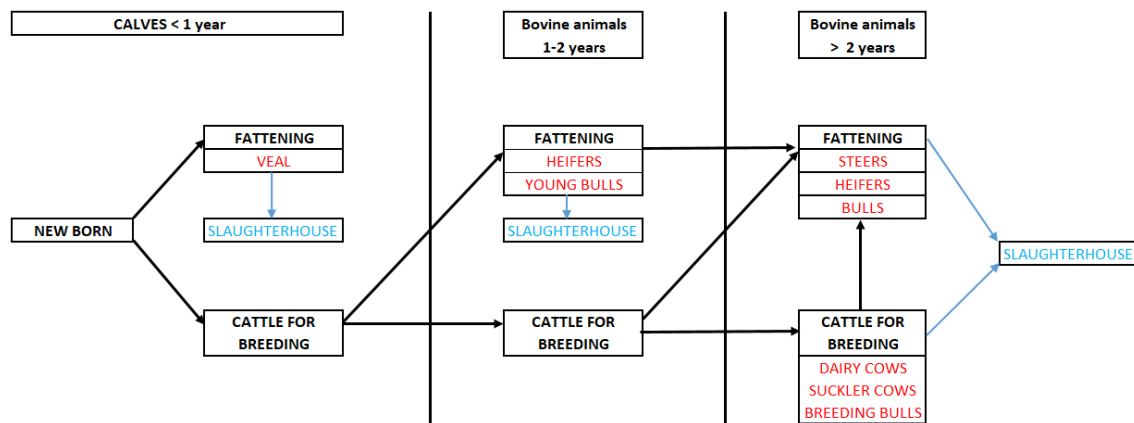 CALVES < 1 year
Bovine animals
1-2 years
Bovine animals
> 2 years
FATTENING
VEAL
FATTENING
HEIFERS
YOUNG BULLS
FATTENING
STEERS
HEIFERS
BULLS
NEW BORN
SLAUGHTERHOUSE
SLAUGHTERHOUSE
SLAUGHTERHOUSE
CATTLE FOR
BREEDING
CATTLE FOR
BREEDING
CATTLE FOR
BREEDING
DAIRY COWS
SUCKLER COWS
BREEDING BULLS